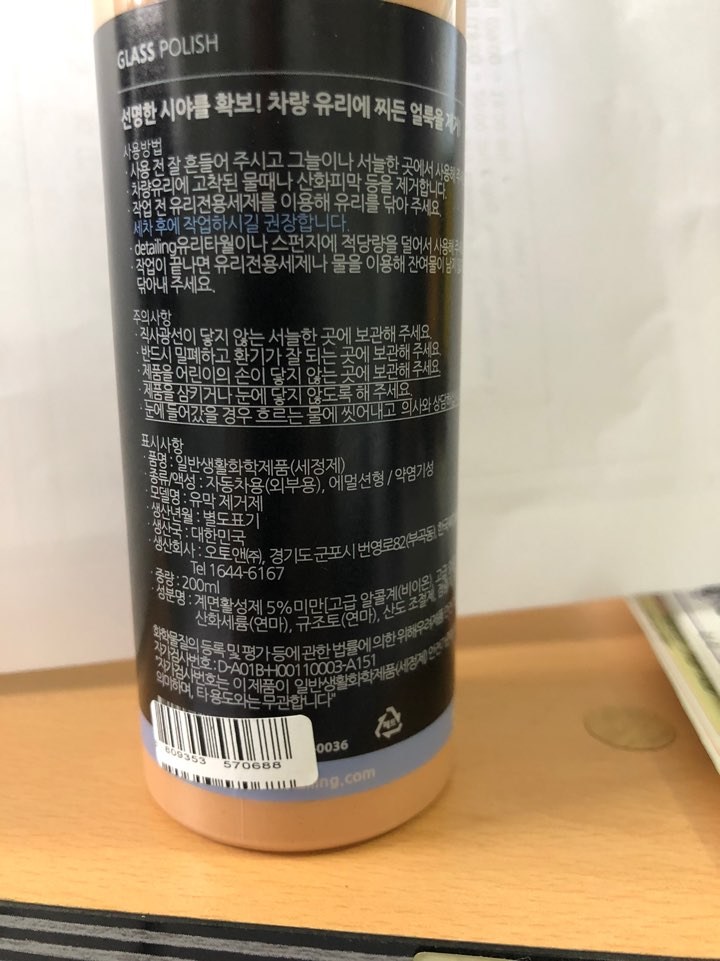 GLASS POLISH
선명한 시야를 확보! 차량 유리에 찌든 얼룩을
사용방법
· 사용 전 잘 흔들어 주시고 그늘이나 서늘한 곳에서 사용해
· 차량유리에 고착된 물때나 산화피막 등을 제거합니다.
· 작업 전 유리전용세제를 이용해 유리를 닦아 주세요.
세차 후에 작업하시길 권장합니다.
· detailing유리타월이나 스펀지에 적당량을 덜어서 사용해
· 작업이 끝나면 유리전용세제나 물을 이용해 잔여물이
닦아내 주세요.
주의사항
· 직사광선이 닿지 않는 서늘한 곳에 보관해 주세요.
· 반드시 밀폐하고 환기가 잘 되는 곳에 보관해 주세요.
· 제품을 어린이의 손이 닿지 않는 곳에 보관해 주세요.
· 제품을 삼키거나 눈에 닿지 않도록 해 주세요.
· 눈에 들어갔을 경우 흐르는 물에 씻어내고 의사와
표시사항
· 품명 : 일반생활화학제품(세정제)
· 종류/액성 : 자동차용(외부용), 에멀션형 / 약염기성
· 모델명 : 유막 제거제
· 생산년월 : 별도표기
· 생산국 : 대한민국
· 생산회사 : 오토앤(주), 경기도 군포시 번영로82(부곡동),
Tel 1644-6167
· 중량 : 200ml
· 성분명 : 계면활성제 5%미만[고급 알콜계(비이온),
산화세륨(연마), 규조토(연마), 산도 조절제,
화학물질의 등록 및 평가 등에 관한 법률에 의한
자가검사번호 : D-A01B-H00110003-A151
"자가검사번호는 이 제품이 일반생활화학제품(세정제)
의미하며, 타 용도와는 무관합니다"
0036
809353 570688
ing.com